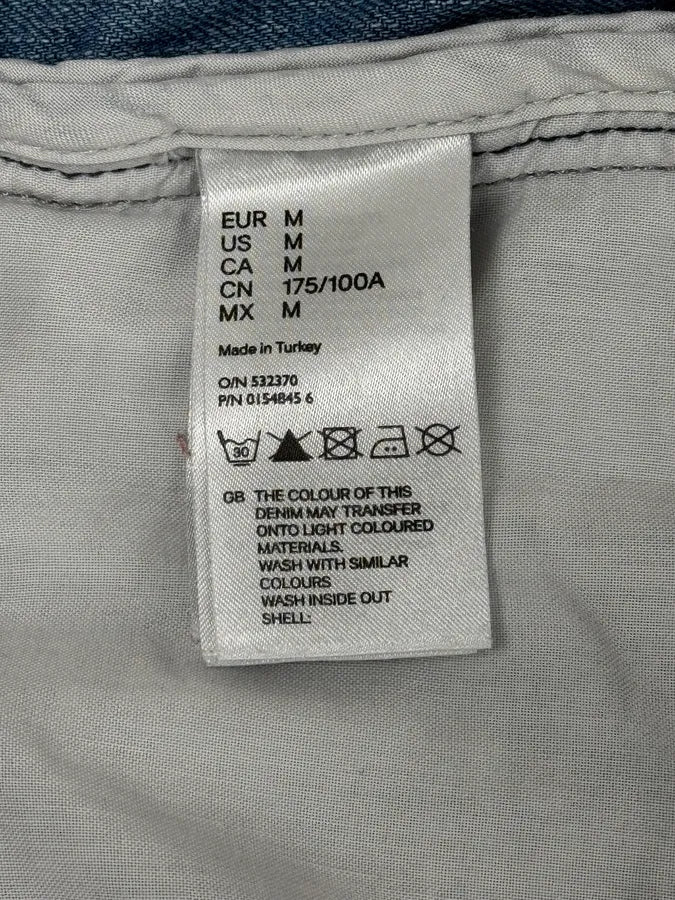 EUR M
US M
CA M
CN 175/100A
MX M
Made in Turkey
O/N 532370
P/N 0154845 6
30
GB THE COLOUR OF THIS
DENIM MAY TRANSFER
ONTO LIGHT COLOURED
MATERIALS.
WASH WITH SIMILAR
COLOURS
WASH INSIDE OUT
SHELL: